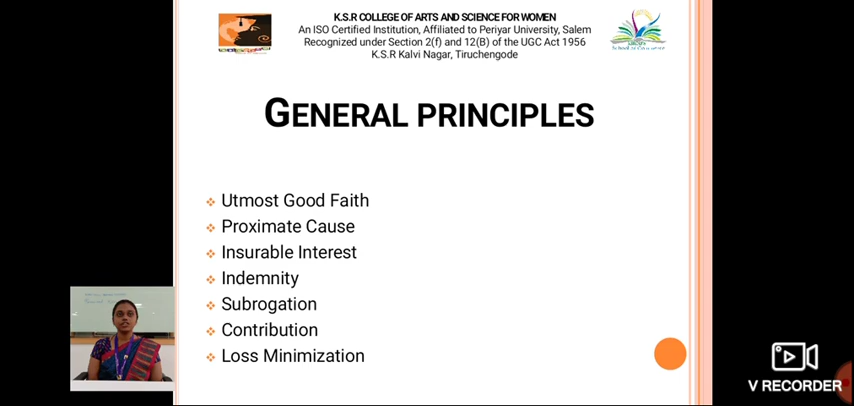 K.S.R COLLEGE OF ARTS AND SCIENCE FOR WOMEN
An ISO Certified Institution, Affiliated to Periyar University, Salem
Recognized under Section 2(f) and 12(B) of the UGC Act 1956
K.S.R Kalvi Nagar, Tiruchengode
GENERAL PRINCIPLES
Utmost Good Faith
Proximate Cause
Insurable Interest
Indemnity
Subrogation
Contribution
Loss Minimization
V RECORDER